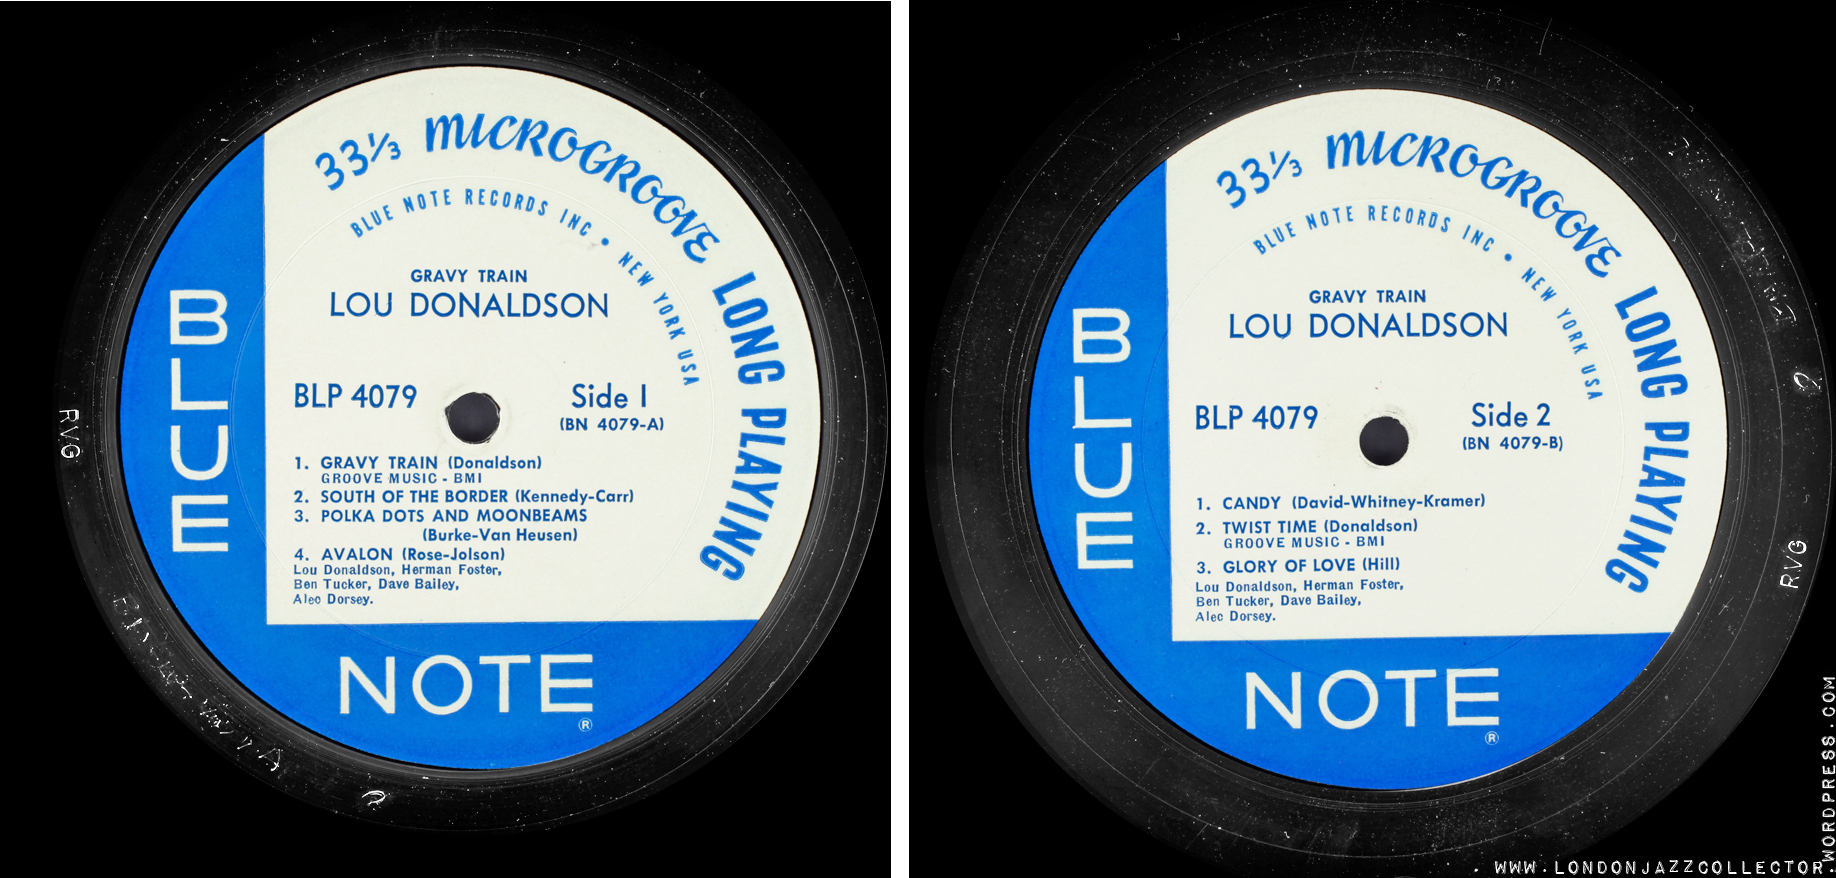 33⅓ MICROGROOVE LONG PLAYING
BLUE NOTE RECORDS INC • NEW YORK USA
GRAVY TRAIN
LOU DONALDSON
BLP 4079
Side 1
(BN 4079-A)
1. GRAVY TRAIN (Donaldson)
GROOVE MUSIC - BMI
2. SOUTH OF THE BORDER (Kennedy-Carr)
3. POLKA DOTS AND MOONBEAMS
(Burke-Van Heusen)
4. AVALON (Rose-Jolson)
Lou Donaldson, Herman Foster,
Ben Tucker, Dave Bailey,
Alec Dorsey.
BLUE
NOTE
®
RVG
33⅓ MICROGROOVE LONG PLAYING
BLUE NOTE RECORDS INC • NEW YORK USA
GRAVY TRAIN
LOU DONALDSON
BLP 4079
Side 2
(BN 4079-B)
1. CANDY (David-Whitney-Kramer)
2. TWIST TIME (Donaldson)
GROOVE MUSIC - BMI
3. GLORY OF LOVE (Hill)
Lou Donaldson, Herman Foster,
Ben Tucker, Dave Bailey,
Alec Dorsey.
BLUE
NOTE
®
RVG
WWW.LONDONJAZZCOLLECTOR.WORDPRESS.COM